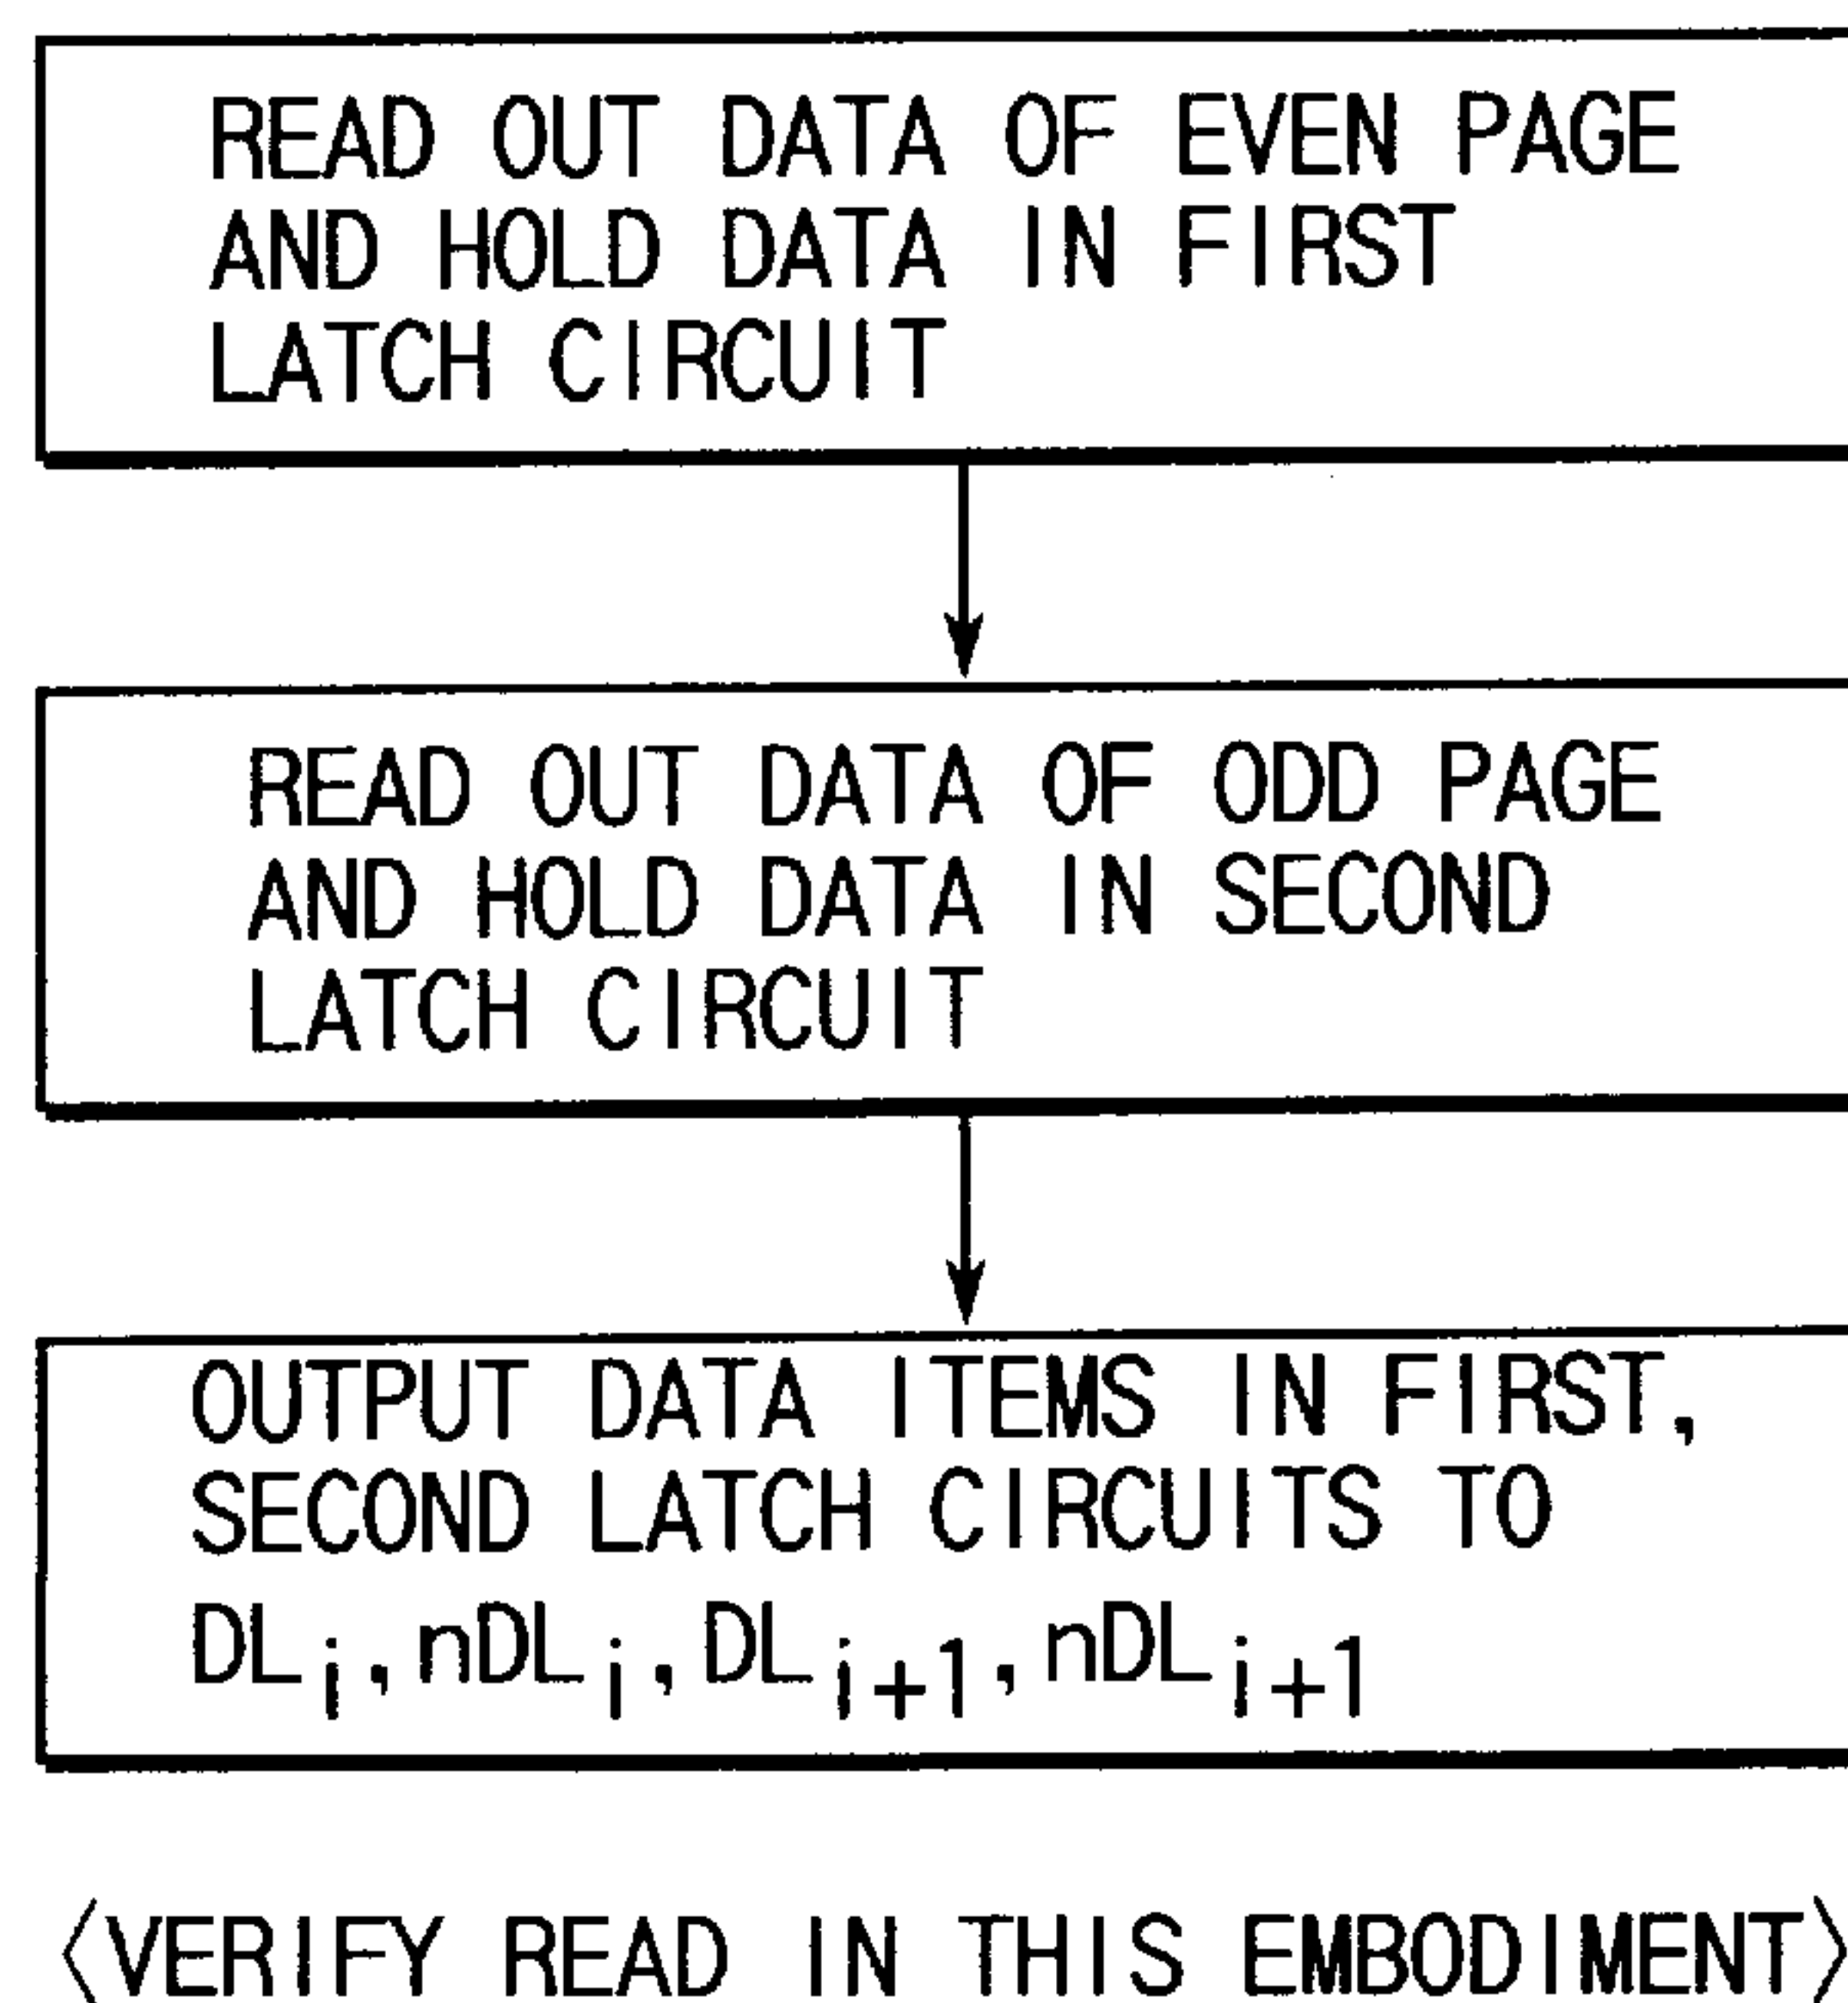 READ OUT DATA OF EVEN PAGE
AND HOLD DATA IN FIRST
LATCH CIRCUIT
READ OUT DATA OF ODD PAGE
AND HOLD DATA IN SECOND
LATCH CIRCUIT
OUTPUT DATA ITEMS IN FIRST,
SECOND LATCH CIRCUITS TO
DLi,nDLi,DLi+1,nDLi+1
〈VERIFY READ IN THIS EMBODIMENT〉